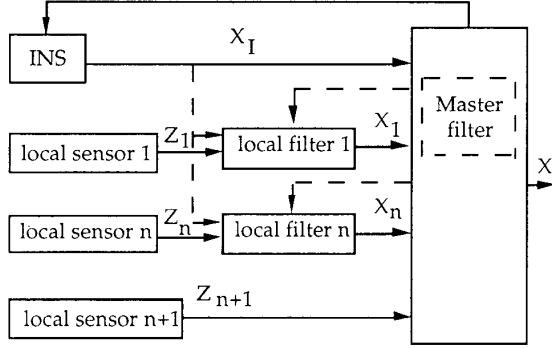 INS
X_I
Master
filter
local sensor 1
Z_1
local filter 1
X_1
X
local sensor n
Z_n
local filter n
X_n
local sensor n+1
Z_{n+1}